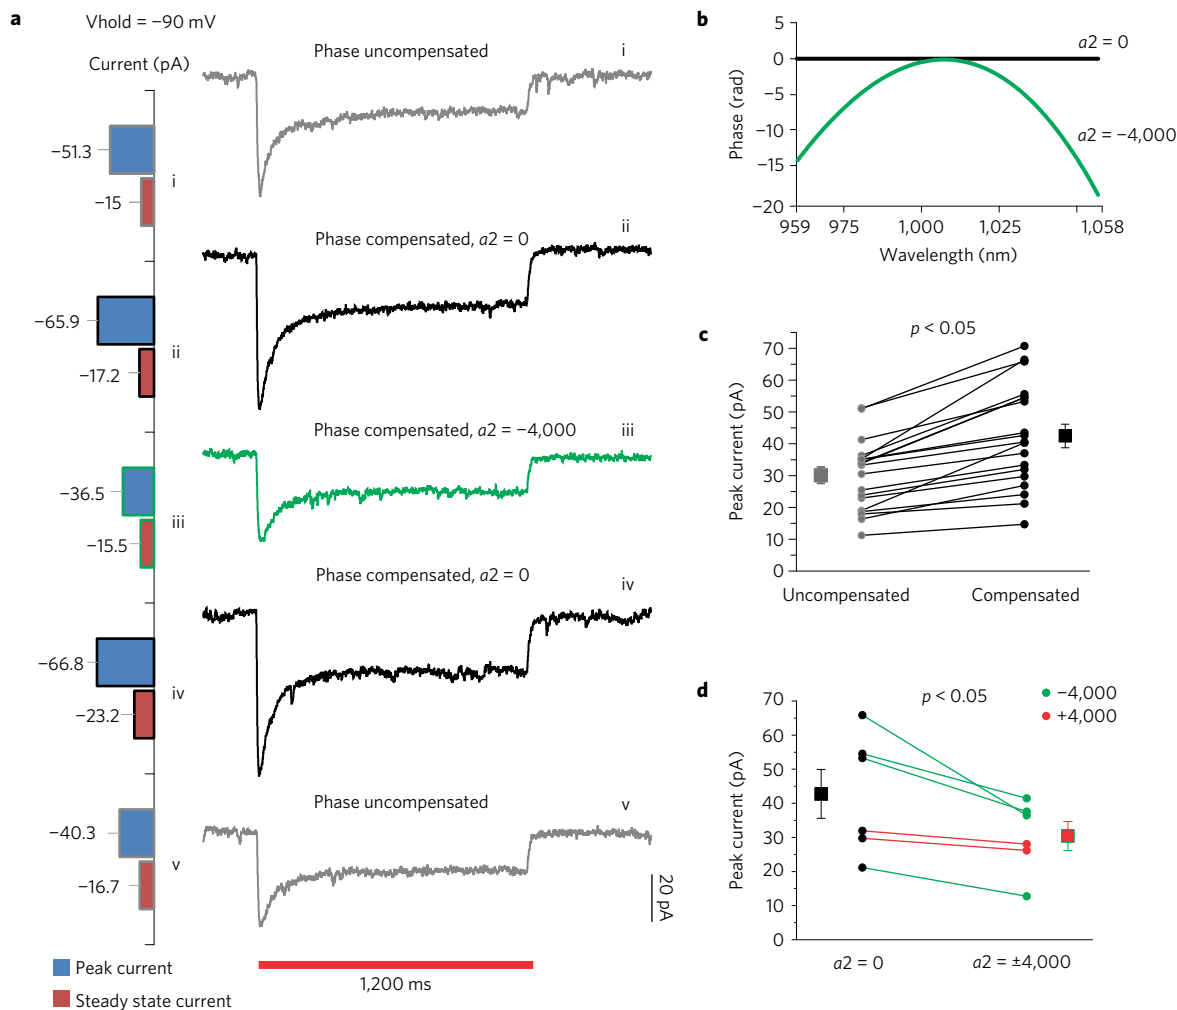 a
Vhold = −90 mV
Current (pA)
Phase uncompensated
i
−51.3
−15
i
Phase compensated, a2 = 0
ii
−65.9
−17.2
ii
Phase compensated, a2 = −4,000
iii
−36.5
−15.5
iii
Phase compensated, a2 = 0
iv
−66.8
−23.2
iv
Phase uncompensated
v
−40.3
−16.7
v
20 pA
1,200 ms
Peak current
Steady state current
b
5
0
−5
−10
−15
−20
Phase (rad)
a2 = 0
a2 = −4,000
959
975
1,000
1,025
1,058
Wavelength (nm)
c
p < 0.05
70
60
50
40
30
20
10
0
Peak current (pA)
Uncompensated
Compensated
d
p < 0.05
−4,000
+4,000
70
60
50
40
30
20
10
0
Peak current (pA)
a2 = 0
a2 = ±4,000